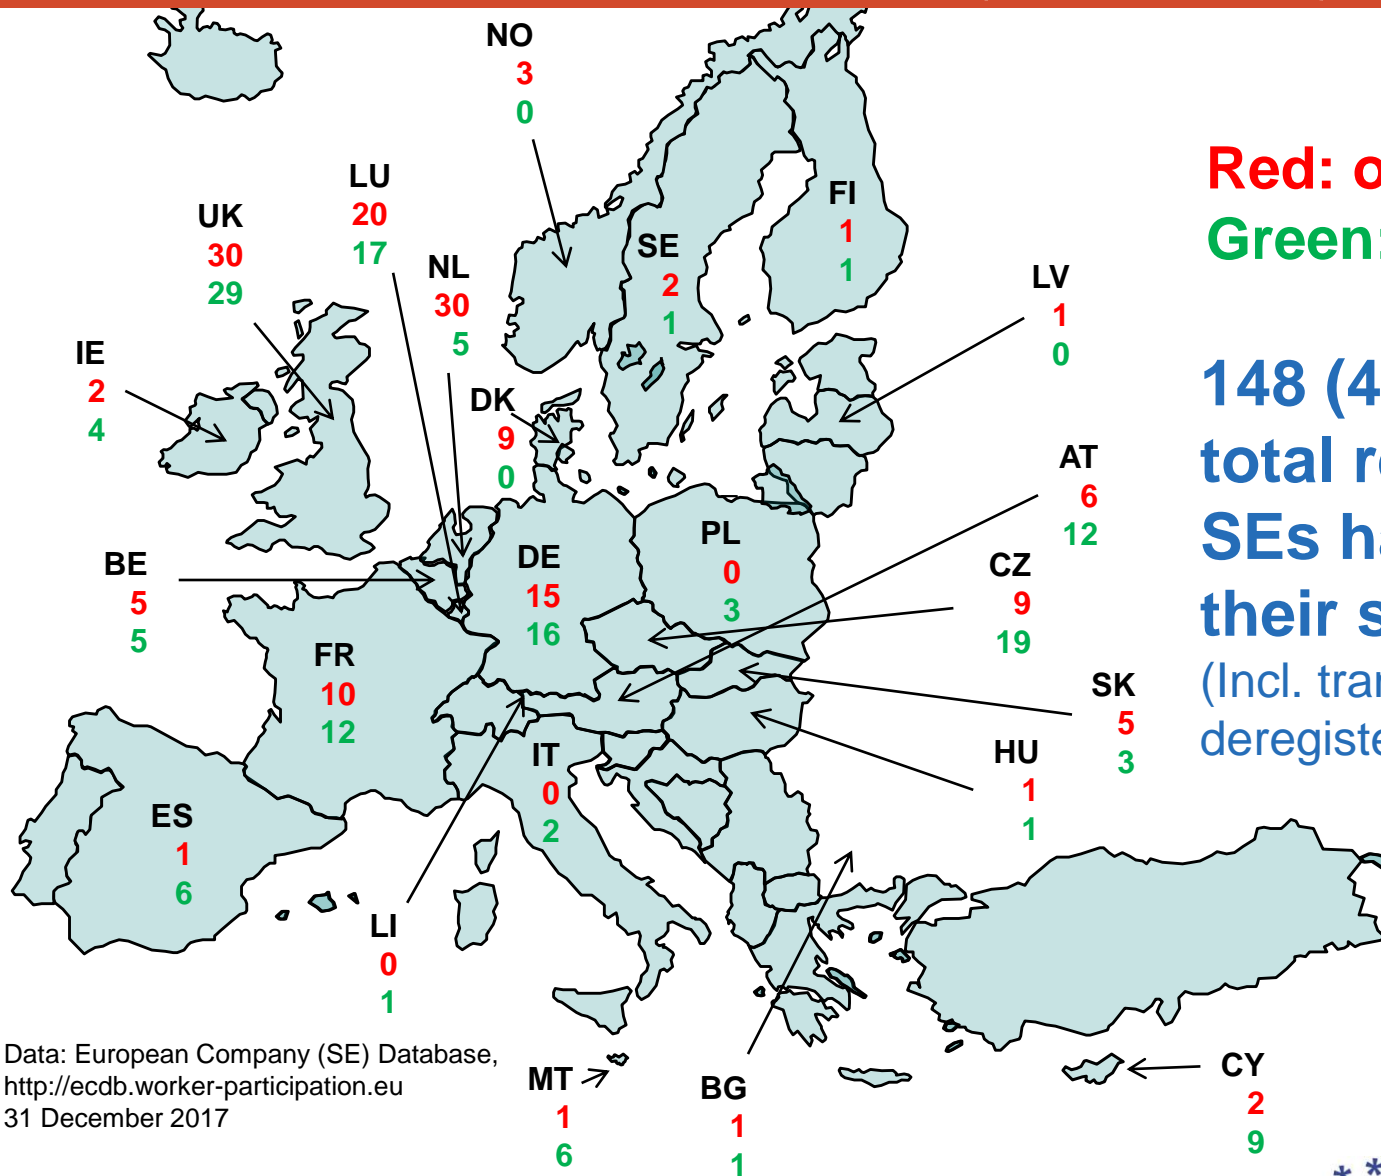 NO
3
0
LU
20
17
UK
30
29
NL
30
5
IE
2
4
DK
9
0
SE
2
1
FI
1
1
LV
1
0
AT
6
12
BE
5
5
DE
15
16
PL
0
3
CZ
9
19
FR
10
12
SK
5
3
HU
1
1
IT
0
2
ES
1
6
LI
0
1
MT
1
6
BG
1
1
CY
2
9
Red:
Green:
148 (4
total
SEs
their
(Incl.
Data: European Company (SE) Database,
http://ecdb.worker-participation.eu
31 December 2017